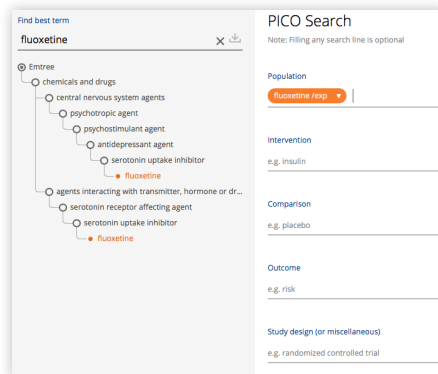 Find best term
fluoxetine
Emtree
chemicals and drugs
central nervous system agents
psychotropic agent
psychostimulant agent
antidepressant agent
serotonin uptake inhibitor
fluoxetine
agents interacting with transmitter, hormone or dr...
serotonin receptor affecting agent
serotonin uptake inhibitor
fluoxetine
PICO Search
Note: Filling any search line is optional
Population
fluoxetine /exp
Intervention
e.g. insulin
Comparison
e.g. placebo
Outcome
e.g. risk
Study design (or miscellaneous)
e.g. randomized controlled trial